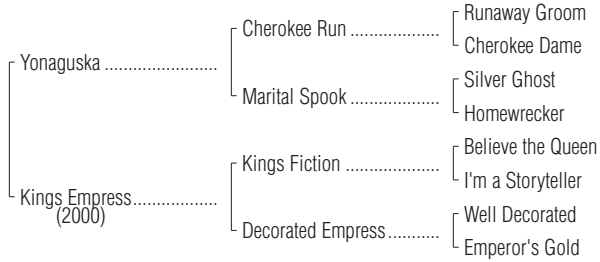 Runaway Groom
Cherokee Run ..................
Cherokee Dame
Yonaguska .......................
Silver Ghost
Marital Spook ..................
Homewrecker
Believe the Queen
Kings Fiction ...................
I'm a Storyteller
Kings Empress.................
(2000)
Well Decorated
Decorated Empress...........
Emperor's Gold